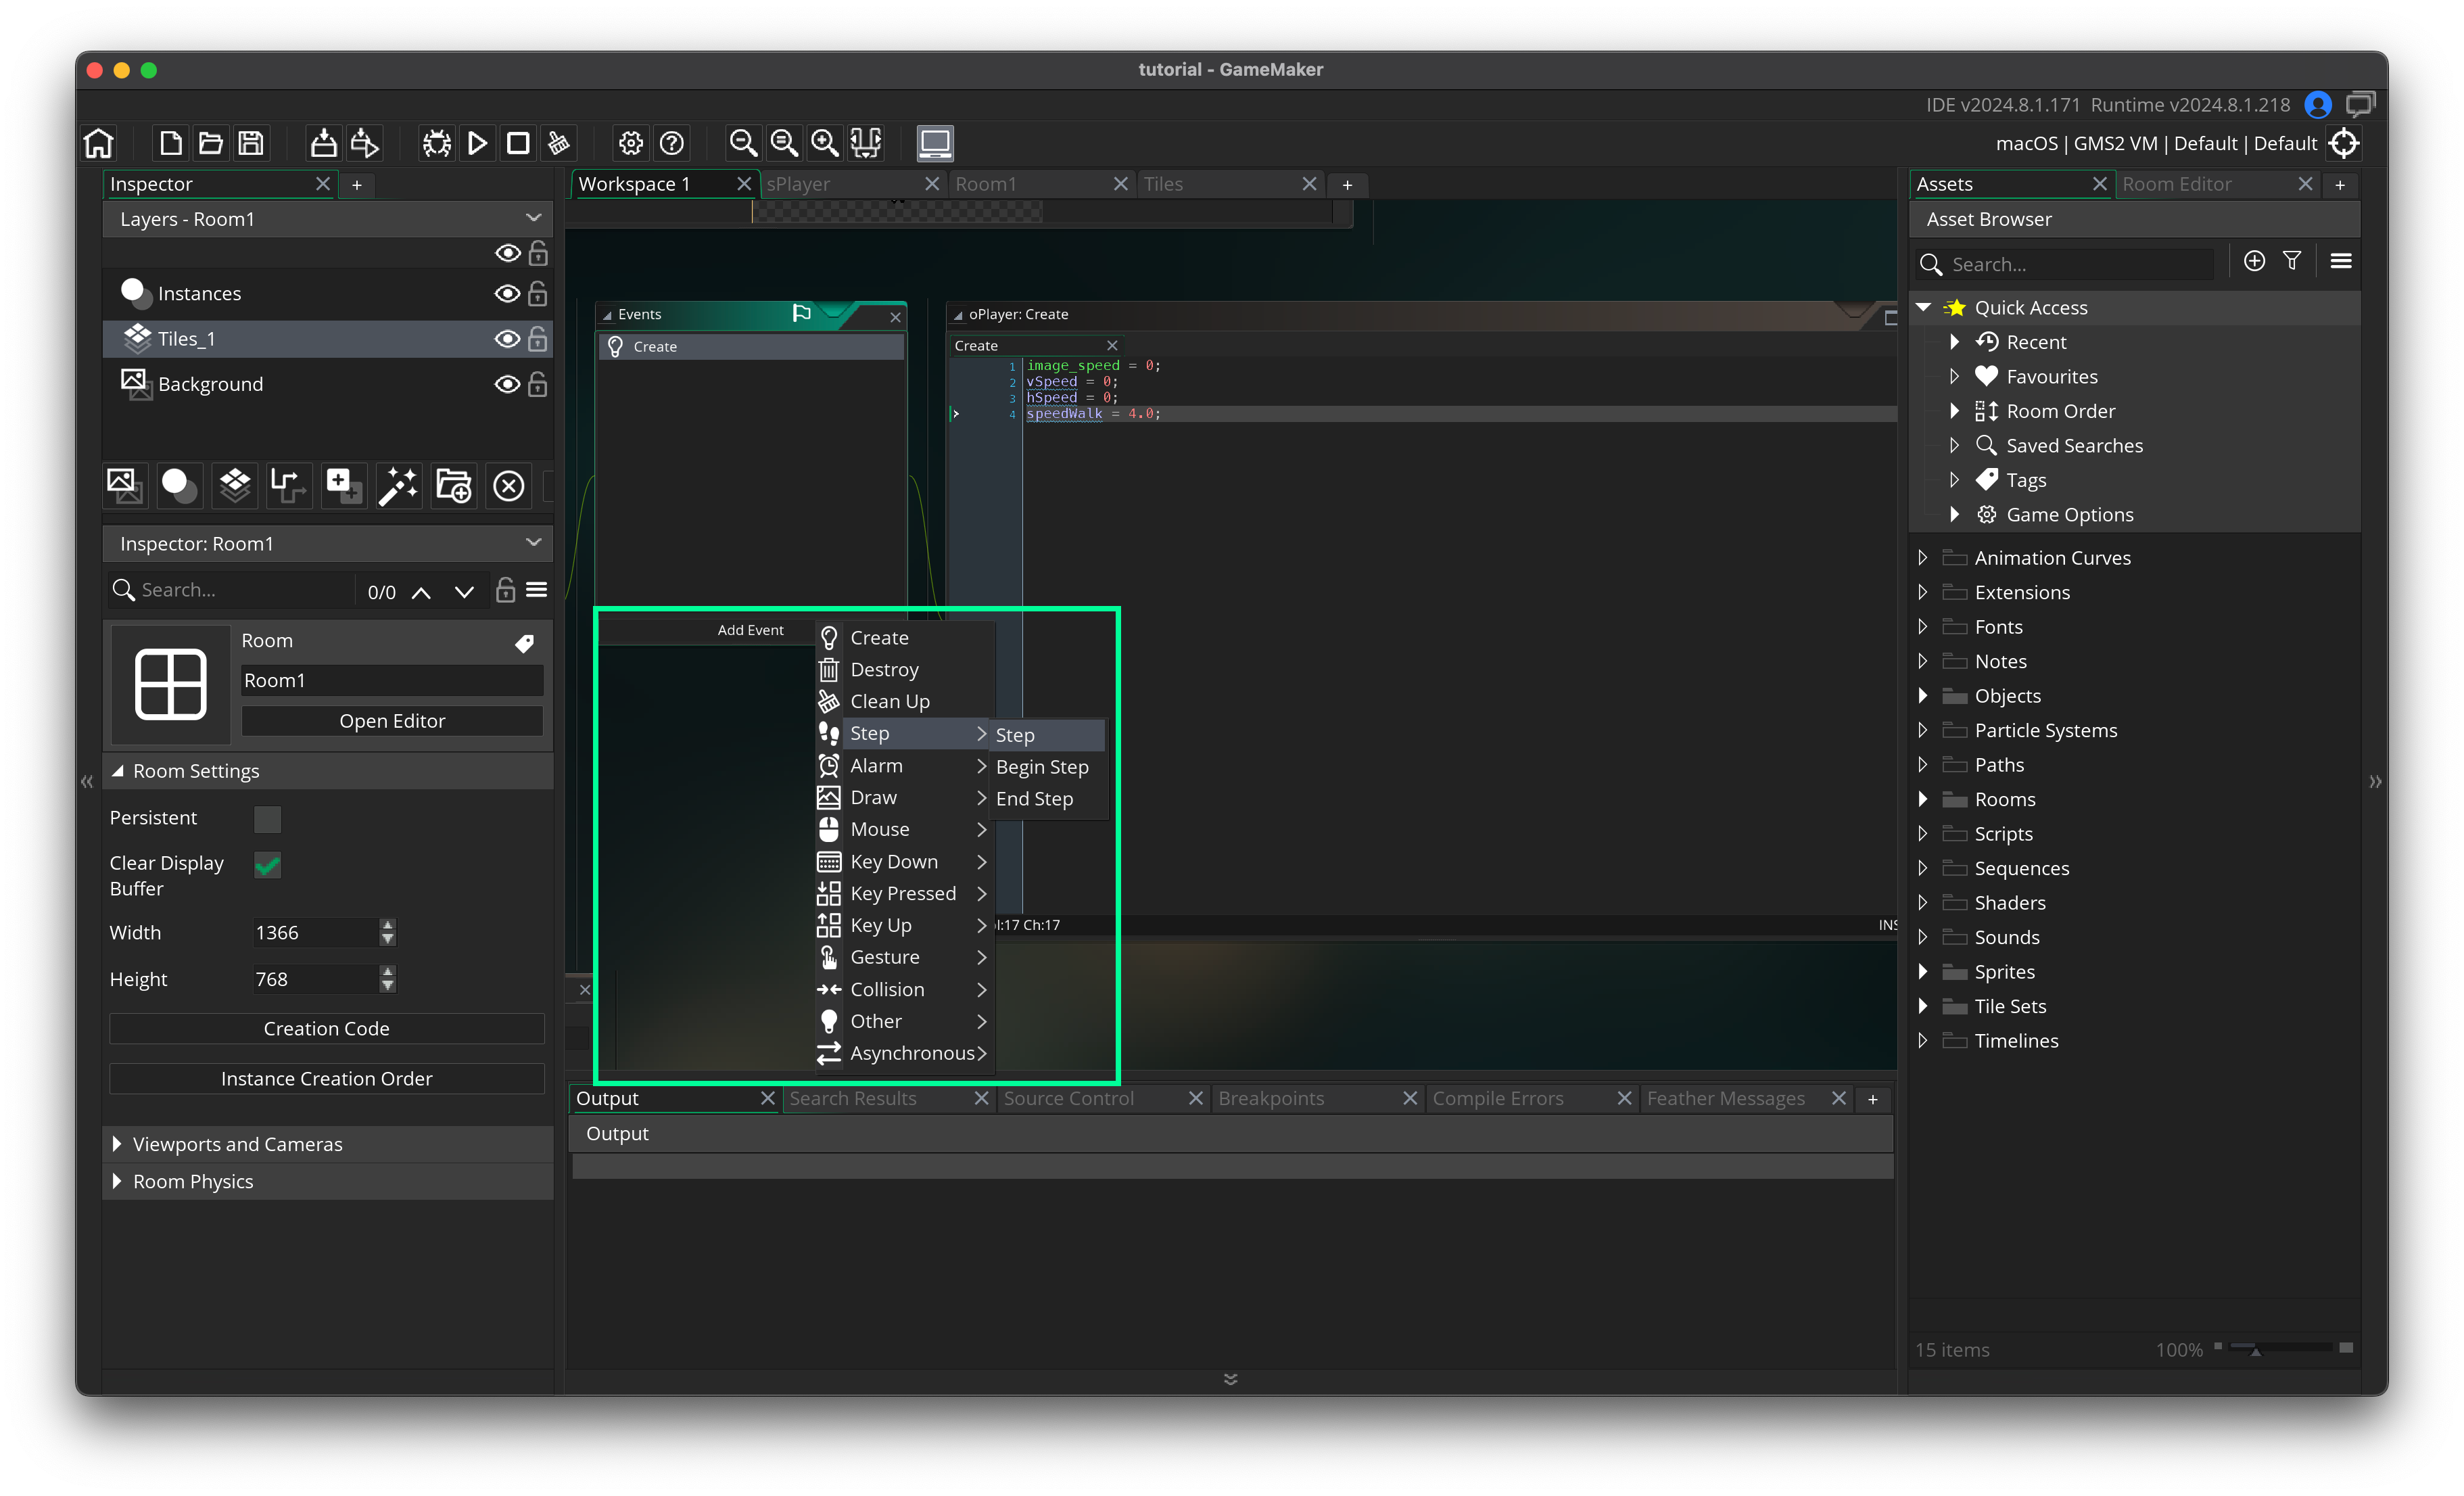 tutorial - GameMaker
IDE v2024.8.1.171 Runtime v2024.8.1.218
macOS | GMS2 VM | Default | Default
Inspector
Layers - Room1
Instances
Tiles_1
Background
Inspector: Room1
Search...
0/0
Room
Room1
Open Editor
Room Settings
Persistent
Clear Display
Buffer
Width
1366
Height
768
Creation Code
Instance Creation Order
Viewports and Cameras
Room Physics
Workspace 1
sPlayer
Room1
Tiles
+
Events
Create
Add Event
oPlayer: Create
Create
1 image_speed = 0;
2 vSpeed = 0;
3 hSpeed = 0;
4 speedWalk = 4.0;
Create
Destroy
Clean Up
Step
Alarm
Draw
Mouse
Key Down
Key Pressed
Key Up
Gesture
Collision
Other
Asynchronous
Step
Begin Step
End Step
l:17 Ch:17
INS
Output
Search Results
Source Control
Breakpoints
Compile Errors
Feather Messages
+
Output
Assets
Room Editor
+
Asset Browser
Search...
Quick Access
Recent
Favourites
Room Order
Saved Searches
Tags
Game Options
Animation Curves
Extensions
Fonts
Notes
Objects
Particle Systems
Paths
Rooms
Scripts
Sequences
Shaders
Sounds
Sprites
Tile Sets
Timelines
15 items
100%